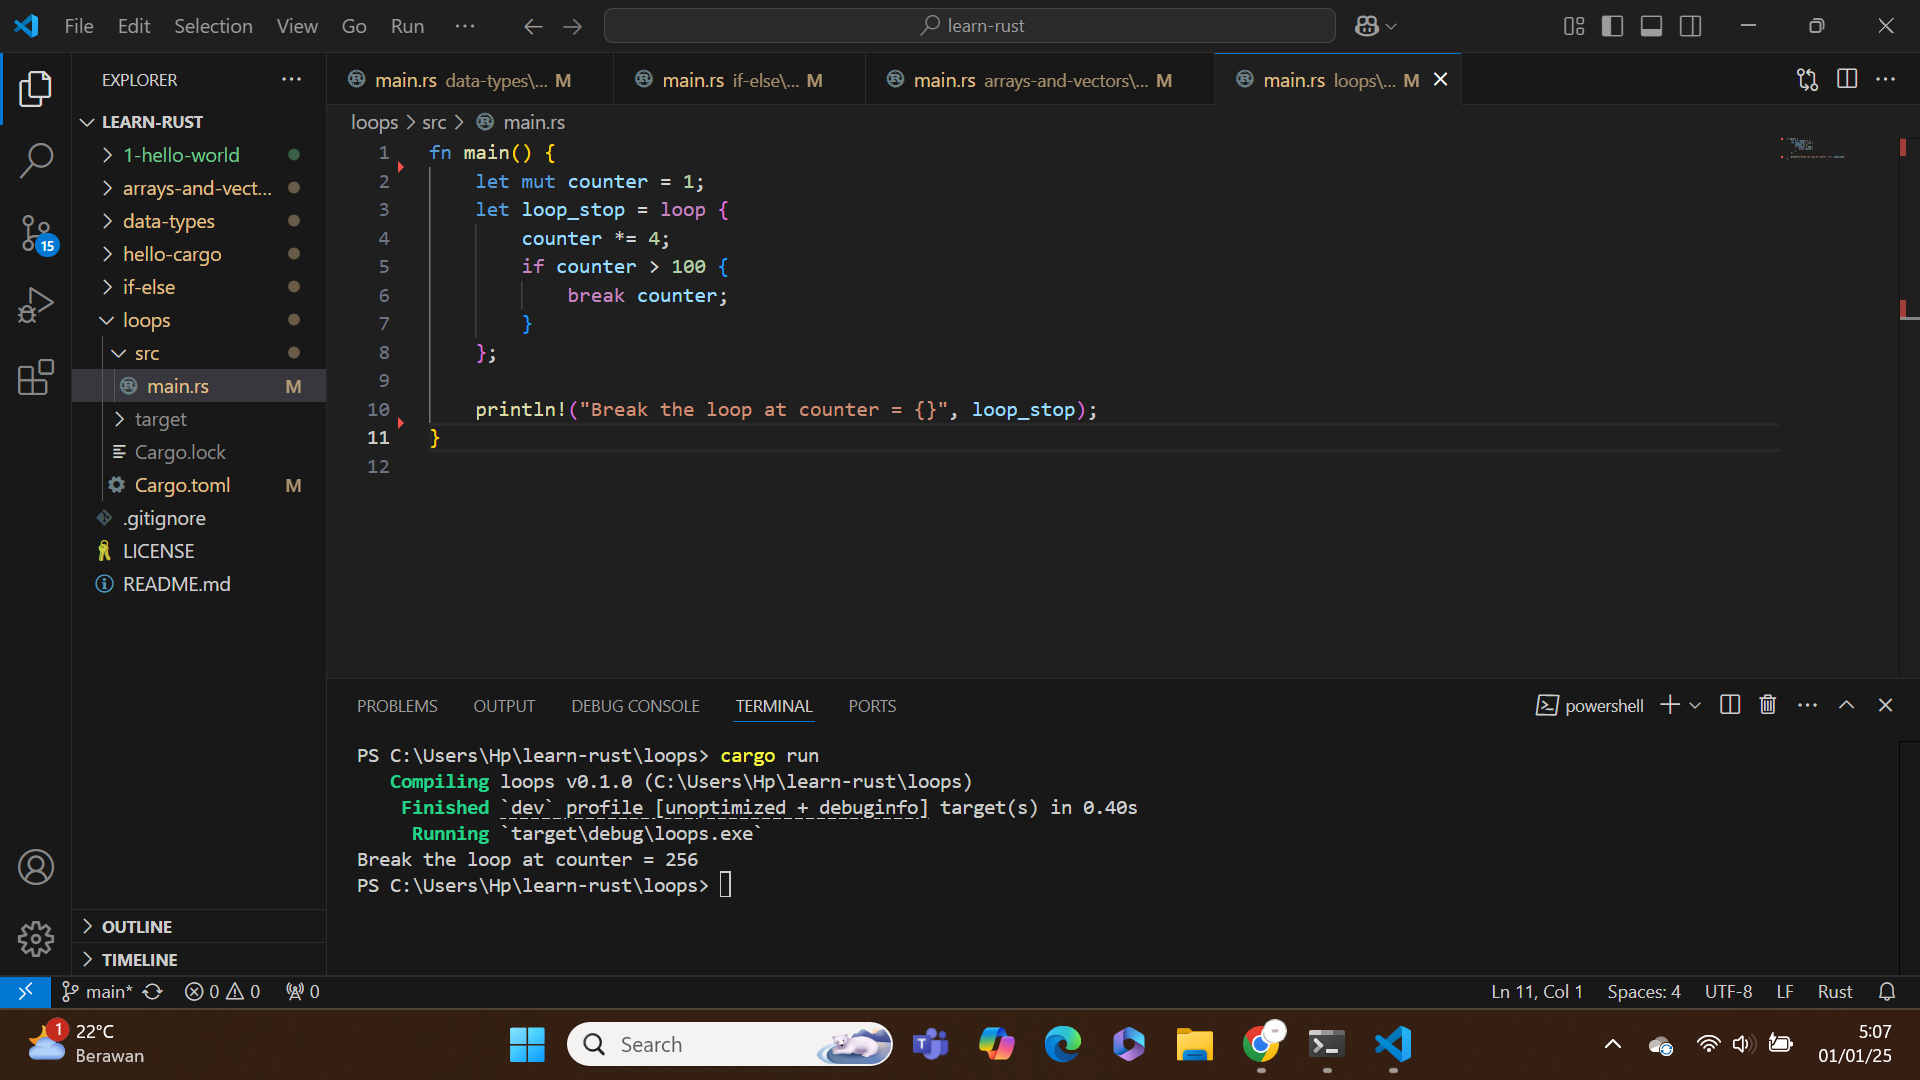 File Edit Selection View Go Run ··· learn-rust
EXPLORER ···
main.rs data-types\... M main.rs if-else\... M main.rs arrays-and-vectors\... M main.rs loops\... M
LEARN-RUST
1-hello-world
arrays-and-vect...
data-types
hello-cargo
if-else
loops
src
main.rs M
target
Cargo.lock
Cargo.toml M
.gitignore
LICENSE
README.md
OUTLINE
TIMELINE
15
loops > src > main.rs
1 fn main() {
2     let mut counter = 1;
3     let loop_stop = loop {
4         counter *= 4;
5         if counter > 100 {
6             break counter;
7         }
8     };
9
10     println!("Break the loop at counter = {}", loop_stop);
11 }
12
PROBLEMS OUTPUT DEBUG CONSOLE TERMINAL PORTS powershell
PS C:\Users\Hp\learn-rust\loops> cargo run
   Compiling loops v0.1.0 (C:\Users\Hp\learn-rust\loops)
    Finished `dev` profile [unoptimized + debuginfo] target(s) in 0.40s
     Running `target\debug\loops.exe`
Break the loop at counter = 256
PS C:\Users\Hp\learn-rust\loops>
main* 0 0 0 Ln 11, Col 1 Spaces: 4 UTF-8 LF Rust
1 22°C
Berawan
Search
5:07
01/01/25